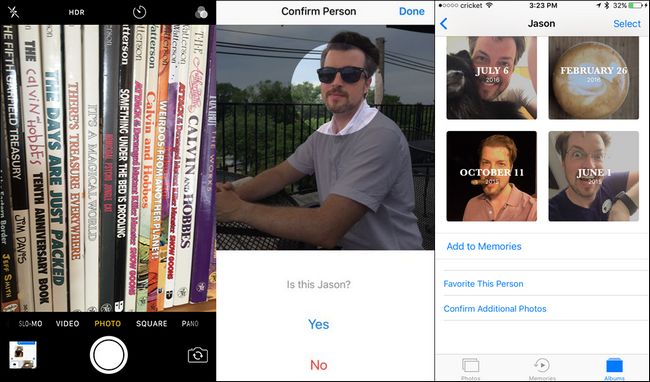 HDR
THE FIFTH GARFIELD TREASURY
JIM DAVIS
THE Calvin and HOBBES TENTH ANNIVERSARY BOOK
THE DAYS ARE JUST PACKED
THERE'S TREASURE EVERYWHERE
IT'S A MAGICAL WORLD
Watterson
SOMETHING UNDER THE BED IS DROOLING
Watterson
Calvin and Hobbes
WEIRDOS FROM ANOTHER PLANET!
CALVIN AND HOBBES
JEFF SMITH
SLO-MO VIDEO PHOTO SQUARE PANO
Confirm Person
Done
Is this Jason?
Yes
No
cricket
3:23 PM
32%
Jason
Select
JULY 6
2016
FEBRUARY 26
2016
OCTOBER 11
2015
JUNE 1
2015
Add to Memories
Favorite This Person
Confirm Additional Photos
Photos
Memories
Albums